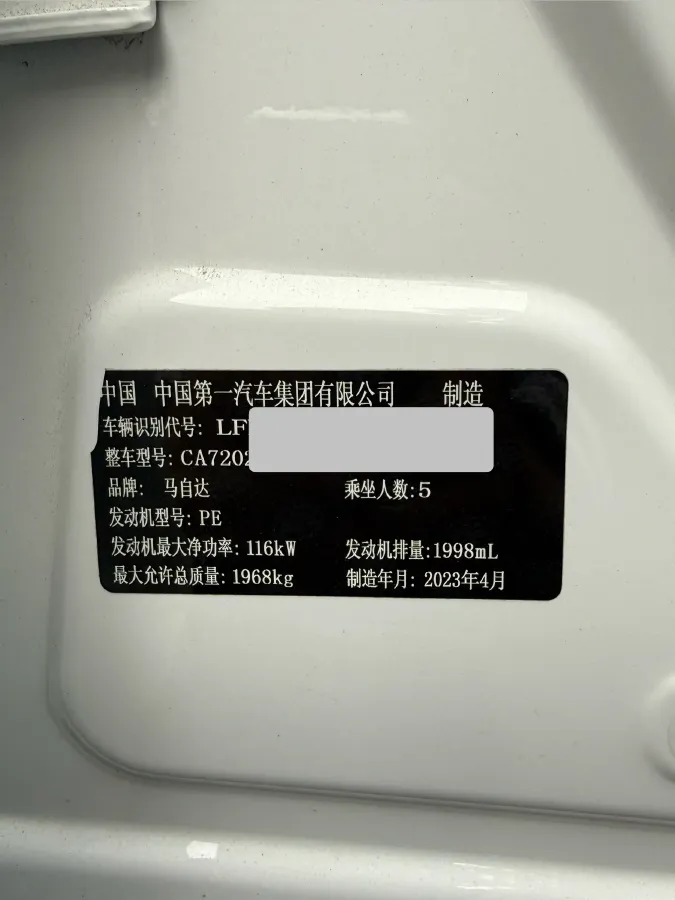 中国 中国第一汽车集团有限公司 制造
车辆识别代号: LF
整车型号: CA7202
品牌: 马自达 乘坐人数:5
发动机型号: PE
发动机最大净功率: 116kW 发动机排量:1998mL
最大允许总质量: 1968kg 制造年月: 2023年4月